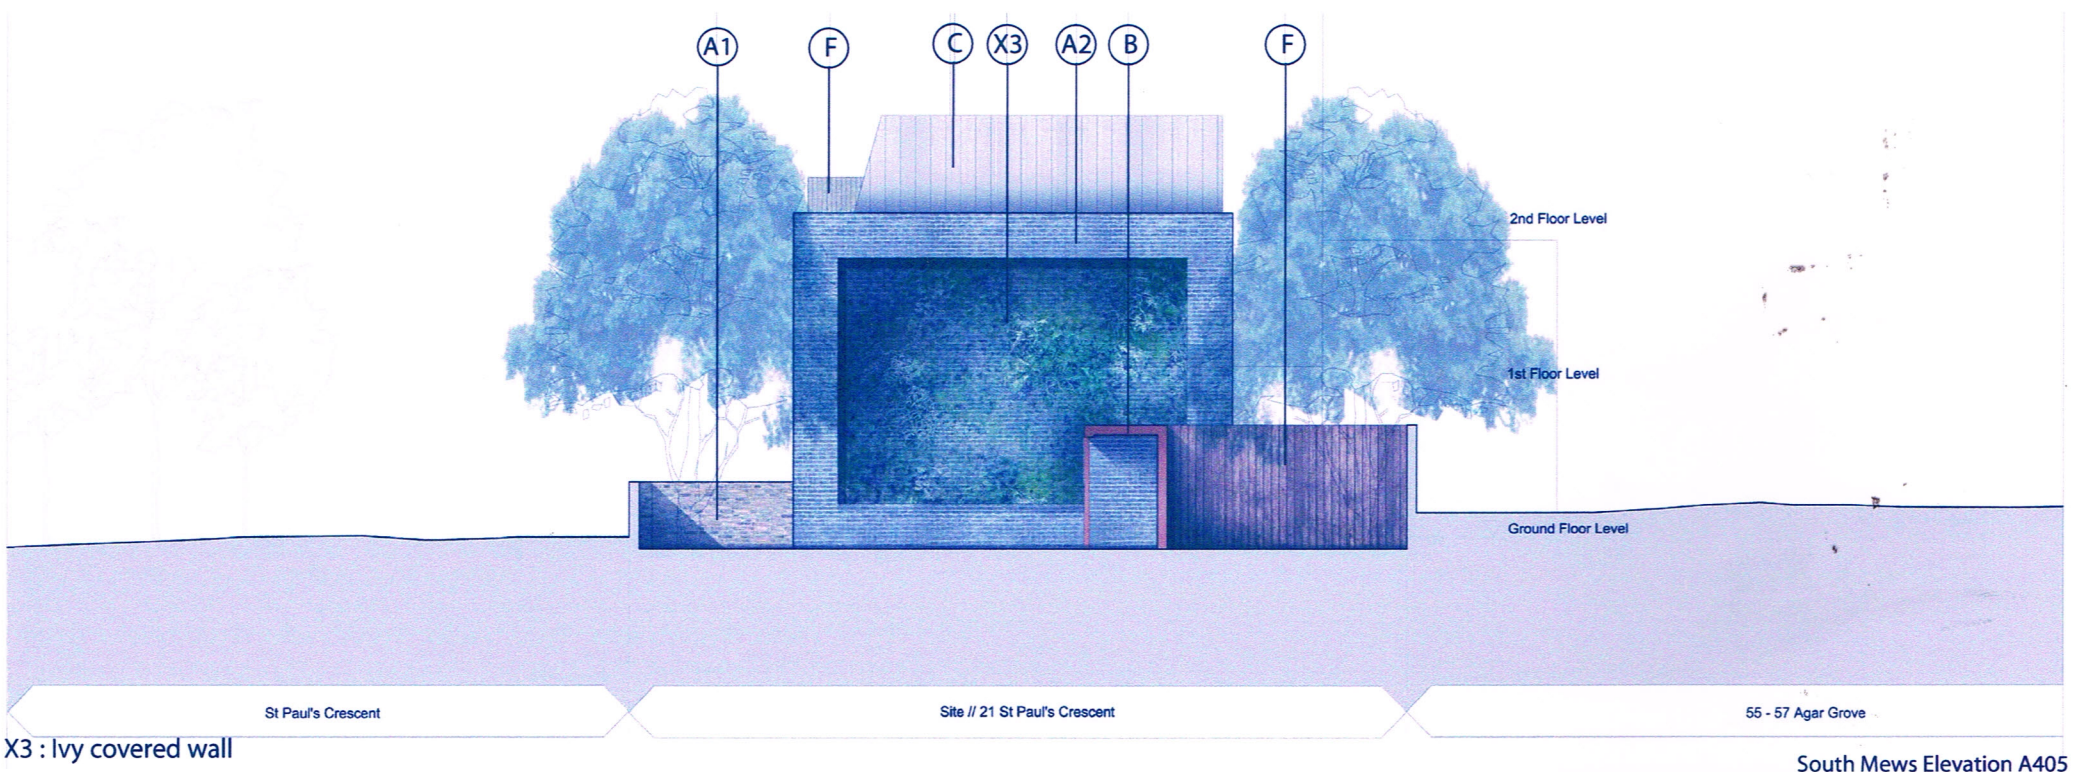 A1
F
C
X3
A2
B
F
2nd Floor Level
1st Floor Level
Ground Floor Level
St Paul's Crescent
Site // 21 St Paul's Crescent
55 - 57 Agar Grove
X3 : Ivy covered wall
South Mews Elevation A405